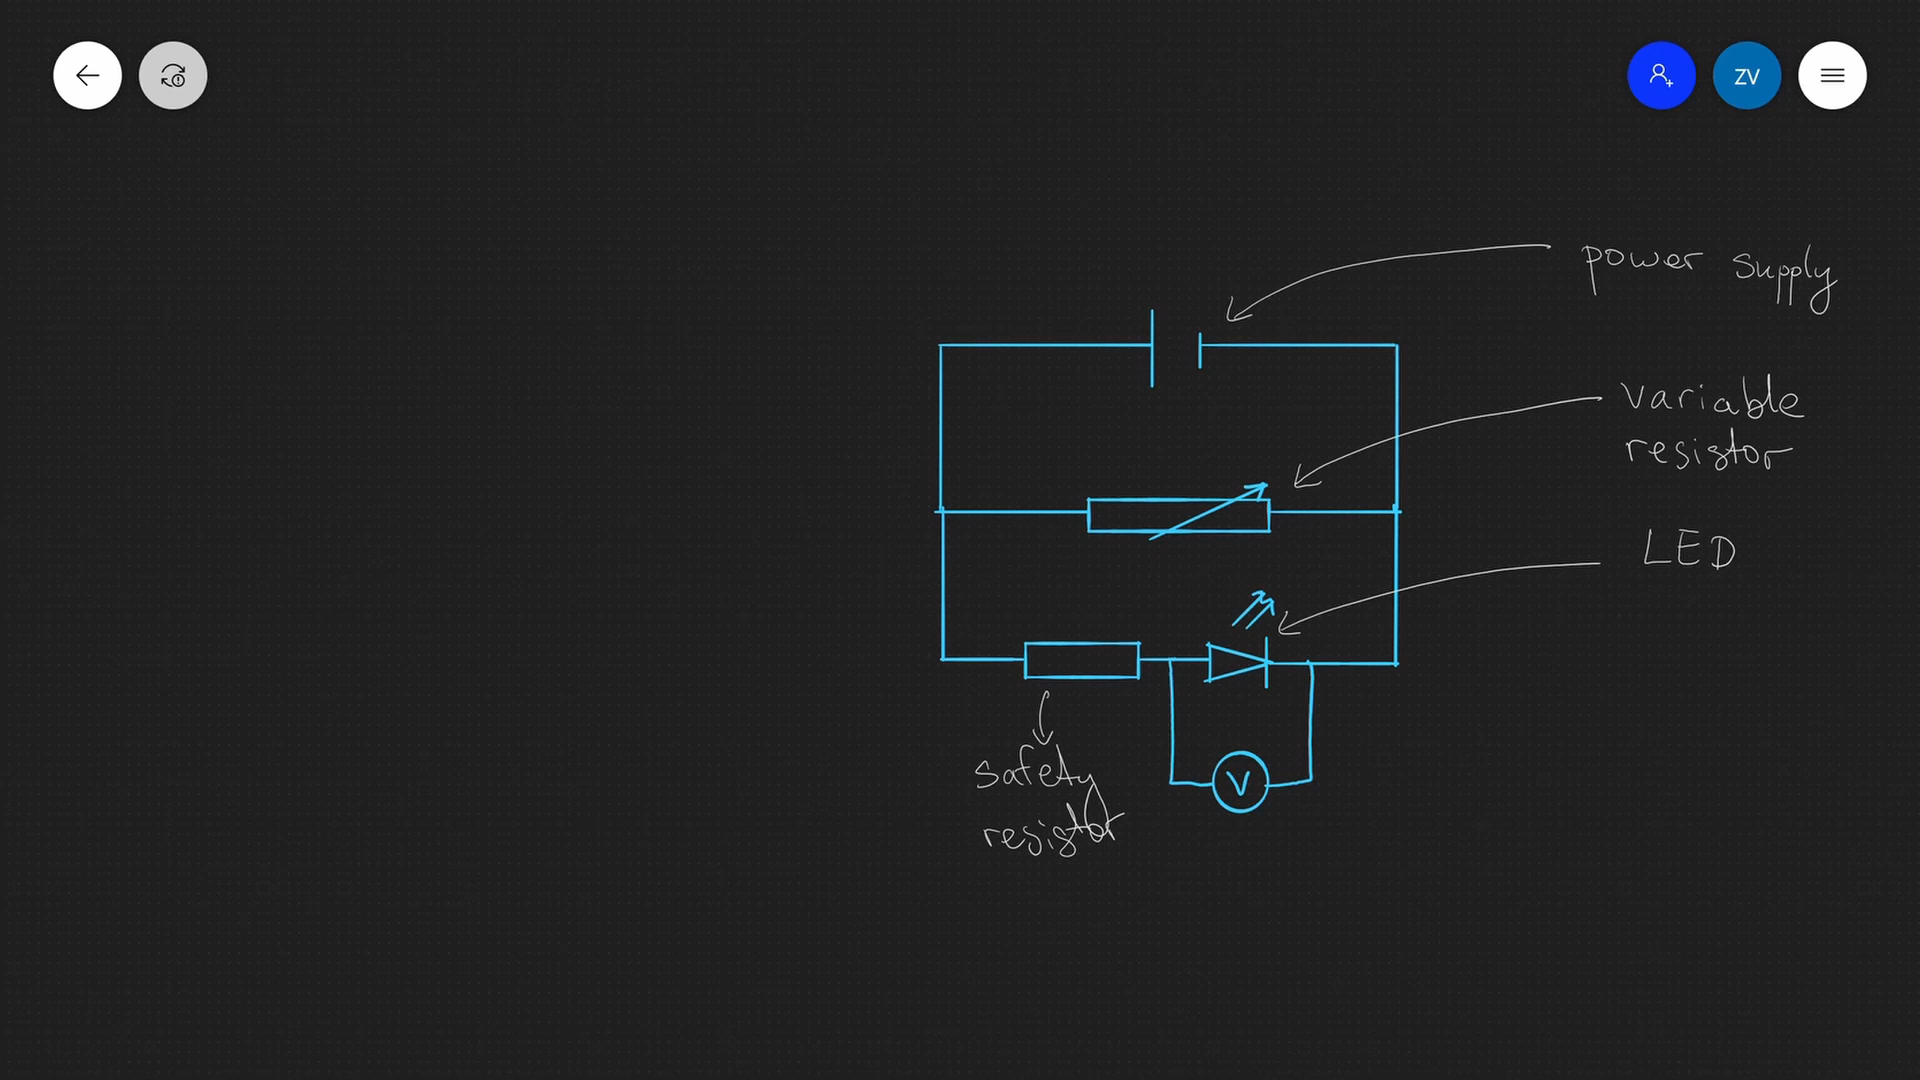 ZV
power supply
variable
resistor
LED
safety
resistor
V